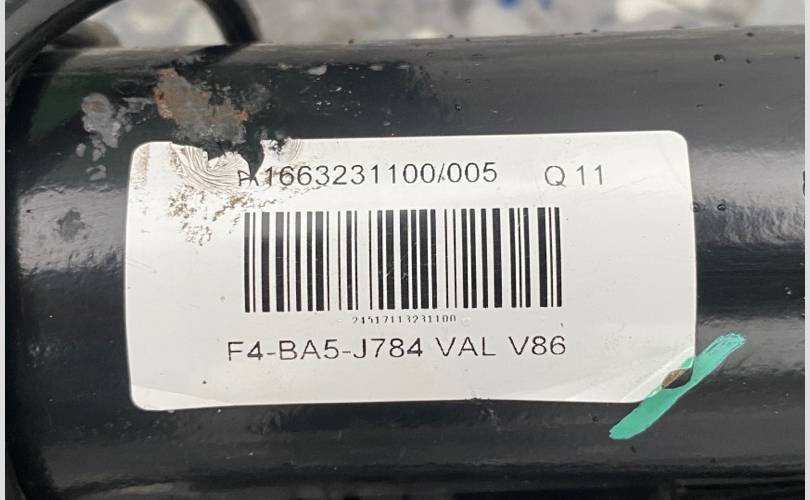 A1663231100/005 Q 11
24517113231100
F4-BA5-J784 VAL V86